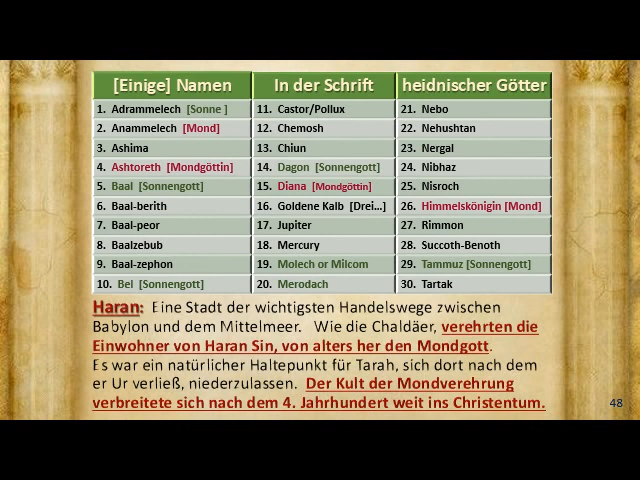 [Einige] Namen In der Schrift heidnischer Götter
1. Adrammelech [Sonne ] 11. Castor/Pollux 21. Nebo
2. Anammelech [Mond] 12. Chemosh 22. Nehushtan
3. Ashima 13. Chiun 23. Nergal
4. Ashtoreth [Mondgöttin] 14. Dagon [Sonnengott] 24. Nibhaz
5. Baal [Sonnengott] 15. Diana [Mondgöttin] 25. Nisroch
6. Baal-berith 16. Goldene Kalb [Drei...] 26. Himmelskönigin [Mond]
7. Baal-peor 17. Jupiter 27. Rimmon
8. Baalzebub 18. Mercury 28. Succoth-Benoth
9. Baal-zephon 19. Molech or Milcom 29. Tammuz [Sonnengott]
10. Bel [Sonnengott] 20. Merodach 30. Tartak
Haran: Eine Stadt der wichtigsten Handelswege zwischen
Babylon und dem Mittelmeer. Wie die Chaldäer, verehrten die
Einwohner von Haran Sin, von alters her den Mondgott.
Es war ein natürlicher Haltepunkt für Tarah, sich dort nach dem
er Ur verließ, niederzulassen. Der Kult der Mondverehrung
verbreitete sich nach dem 4. Jahrhundert weit ins Christentum.
48